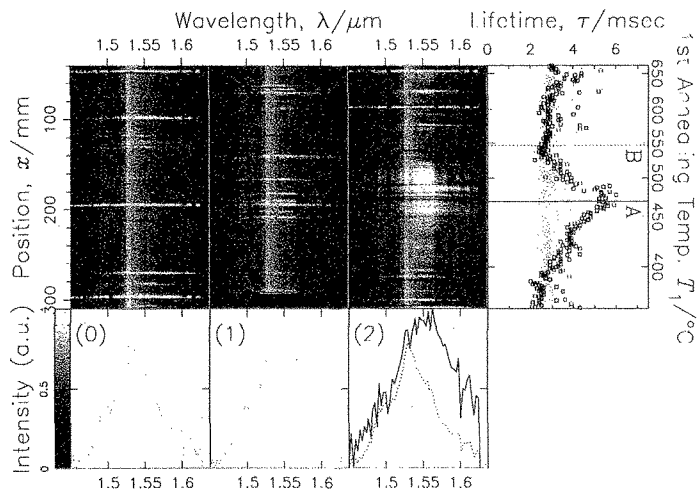 Wavelength, λ/μm
Lifetime, τ/msec
1.5 1.55 1.6
1.5 1.55 1.6
1.5 1.55 1.6
0 2 4 6
Position, x/mm
100
200
300
650
600
550
500
450
400
B
A
1st Annealing Temp. T₁/°C
Intensity (a.u.)
0.5
0
(0)
(1)
(2)
1.5 1.55 1.6
1.5 1.55 1.6
1.5 1.55 1.6